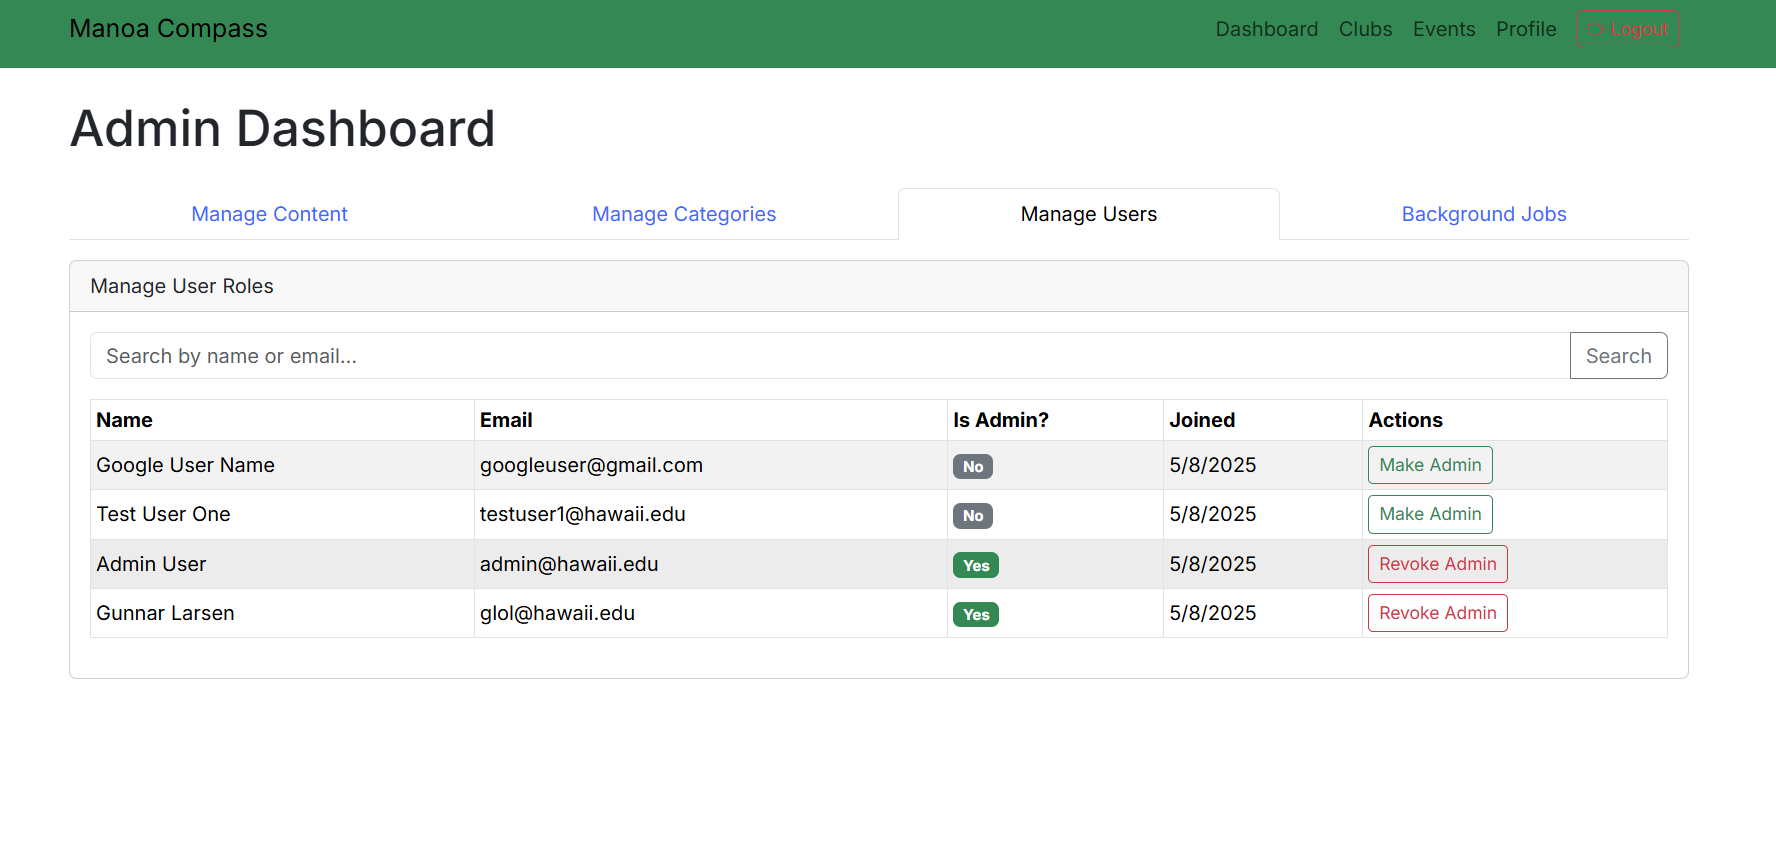 Manoa Compass Dashboard Clubs Events Profile Logout
Admin Dashboard
Manage Content Manage Categories Manage Users Background Jobs
Manage User Roles
Search by name or email... Search
Name Email Is Admin? Joined Actions
Google User Name googleuser@gmail.com No 5/8/2025 Make Admin
Test User One testuser1@hawaii.edu No 5/8/2025 Make Admin
Admin User admin@hawaii.edu Yes 5/8/2025 Revoke Admin
Gunnar Larsen glol@hawaii.edu Yes 5/8/2025 Revoke Admin